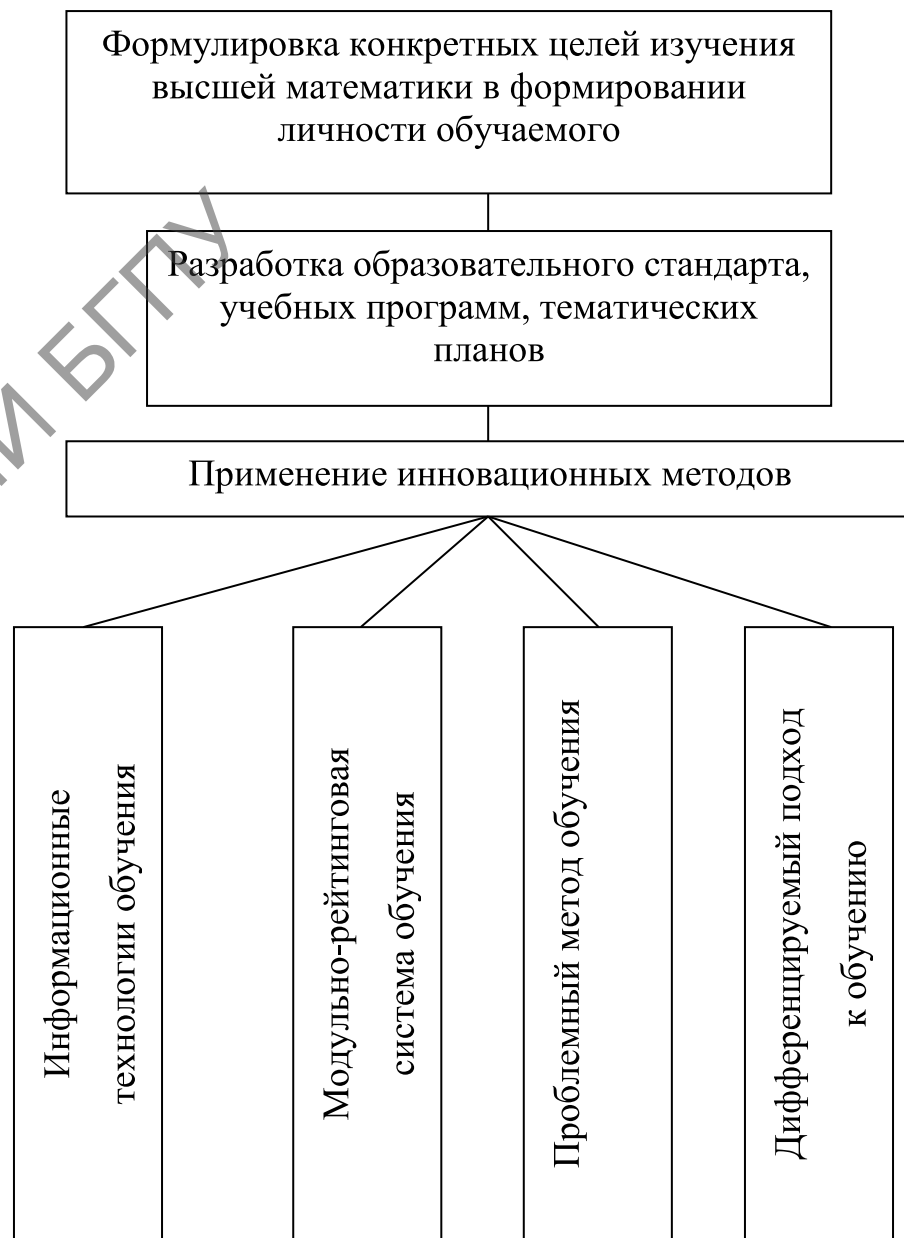 Формулировка конкретных целей изучения
высшей математики в формировании
личности обучаемого
Разработка образовательного стандарта,
учебных программ, тематических
планов
Применение инновационных методов
Информационные
технологии обучения
Модульно-рейтинговая
система обучения
Проблемный метод обучения
Дифференцируемый подход
к обучению
БГПУ